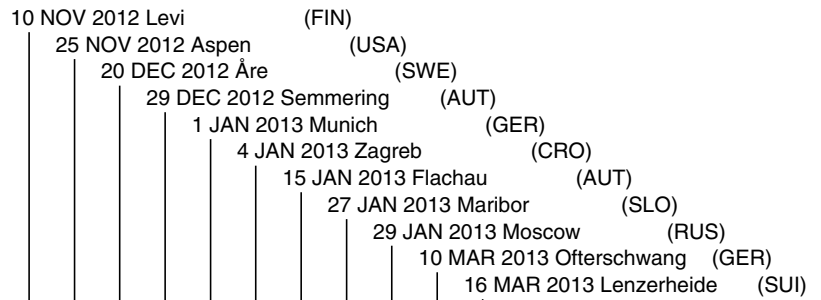 10 NOV 2012 Levi (FIN)
25 NOV 2012 Aspen (USA)
20 DEC 2012 Åre (SWE)
29 DEC 2012 Semmering (AUT)
1 JAN 2013 Munich (GER)
4 JAN 2013 Zagreb (CRO)
15 JAN 2013 Flachau (AUT)
27 JAN 2013 Maribor (SLO)
29 JAN 2013 Moscow (RUS)
10 MAR 2013 Ofterschwang (GER)
16 MAR 2013 Lenzerheide (SUI)